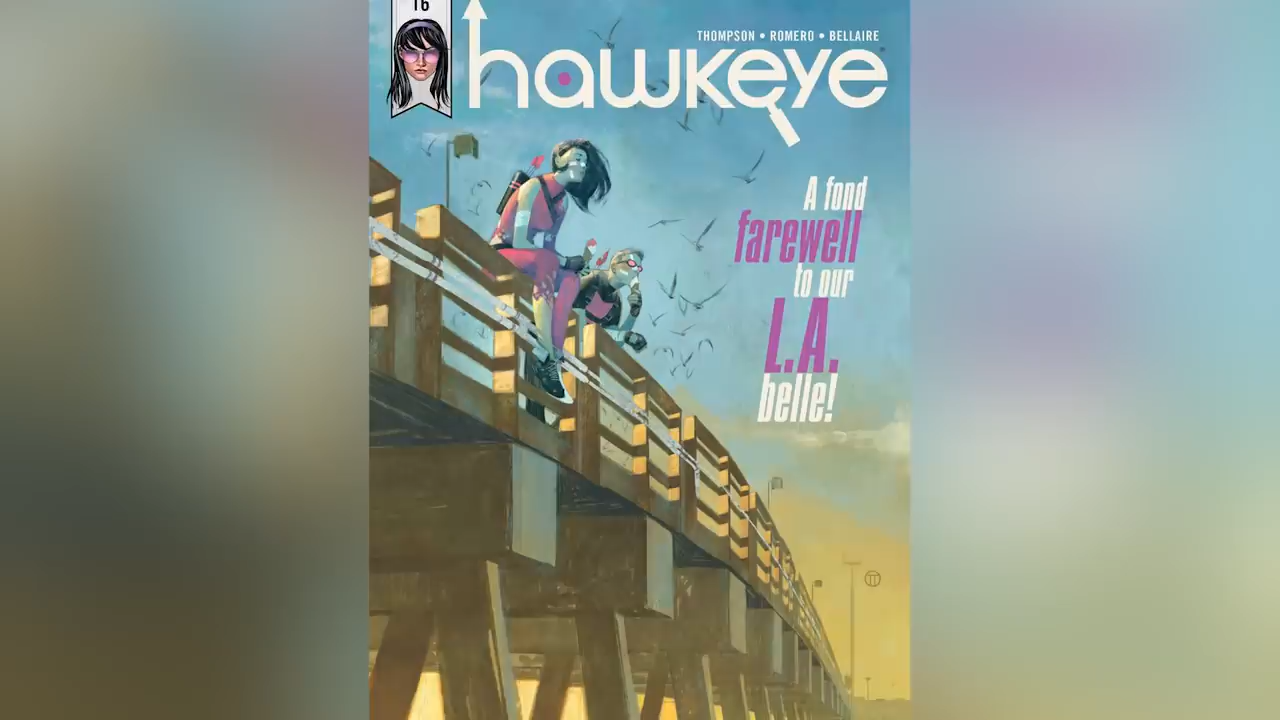 16
THOMPSON • ROMERO • BELLAIRE
hawkeye
A fond
farewell
to our
L.A.
belle!